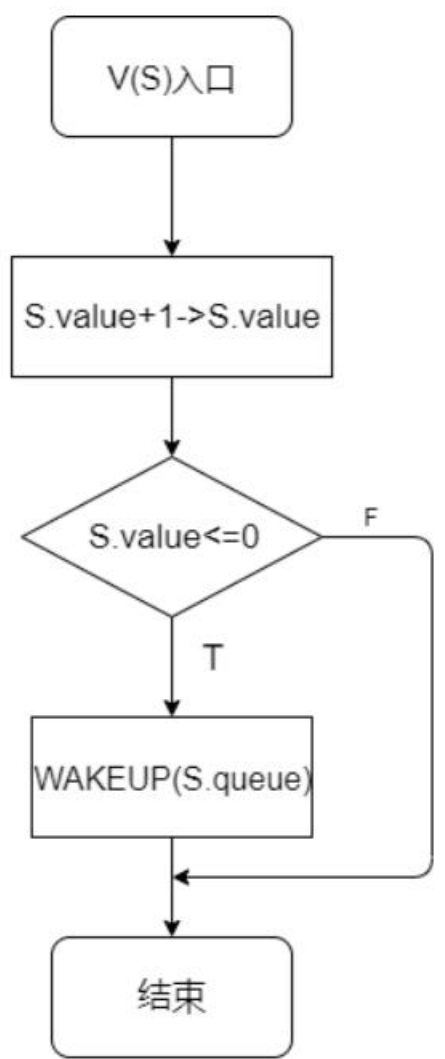 V(S)入口
S.value+1->S.value
S.value<=0
F
T
WAKEUP(S.queue)
结束